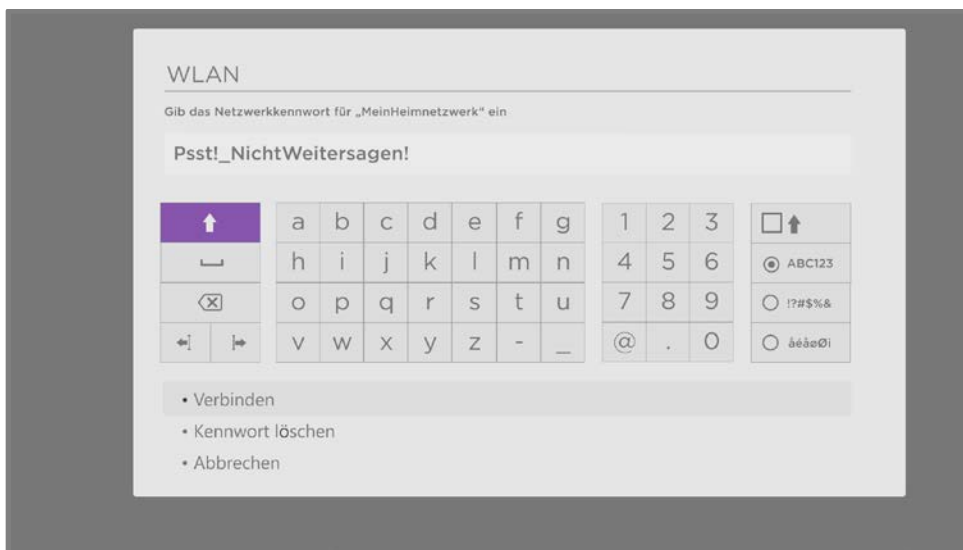 WLAN
Gib das Netzwerkkennwort für „MeinHeimnetzwerk“ ein
Psst!_NichtWeitersagen!
a b c d e f g 1 2 3
h i j k l m n 4 5 6 ABC123
o p q r s t u 7 8 9 !?#$%&
v w x y z - _ @ . 0 åéåøØi
• Verbinden
• Kennwort löschen
• Abbrechen